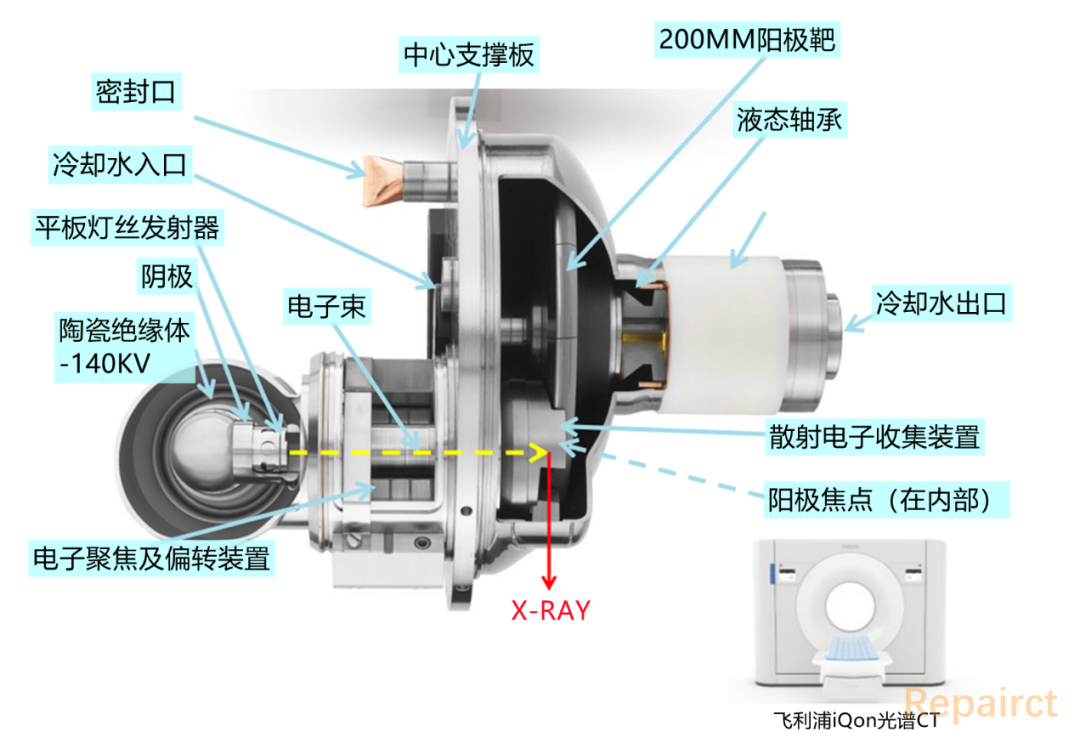 200MM阳极靶
中心支撑板
密封口
液态轴承
冷却水入口
平板灯丝发射器
阴极
电子束
冷却水出口
陶瓷绝缘体
-140KV
散射电子收集装置
阳极焦点（在内部）
电子聚焦及偏转装置
X-RAY
Repairct
飞利浦iQon光谱CT